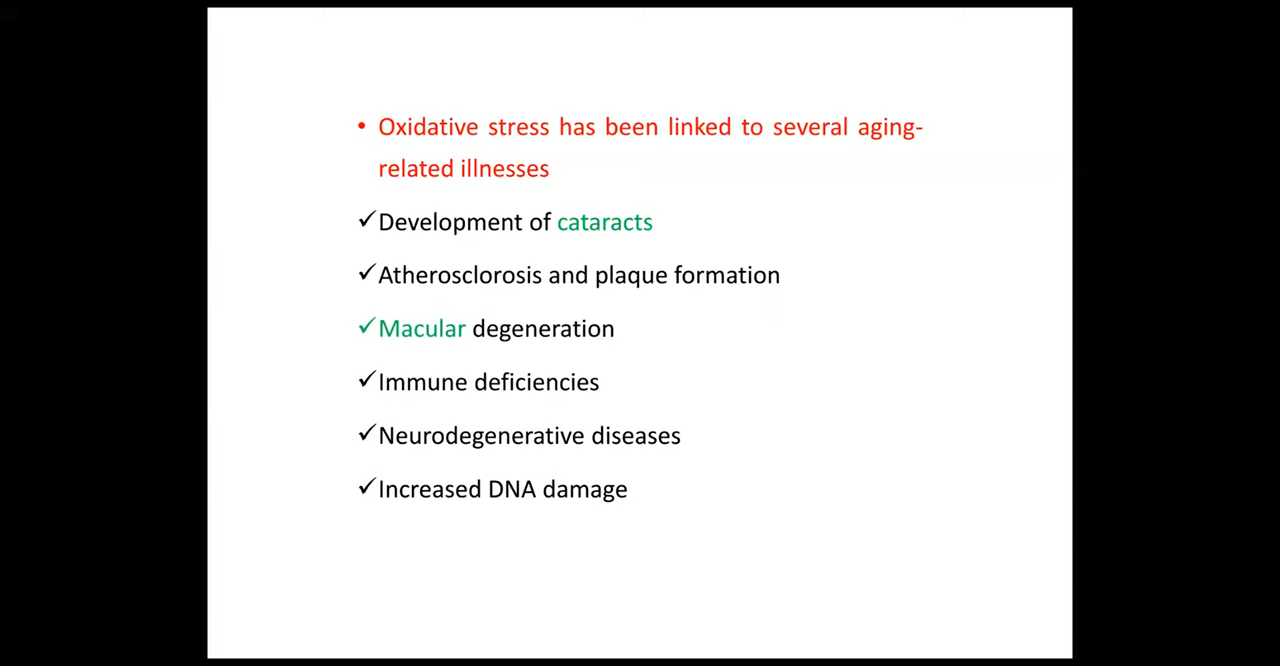 • Oxidative stress has been linked to several aging-
related illnesses
✓Development of cataracts
✓Atherosclorosis and plaque formation
✓Macular degeneration
✓Immune deficiencies
✓Neurodegenerative diseases
✓Increased DNA damage